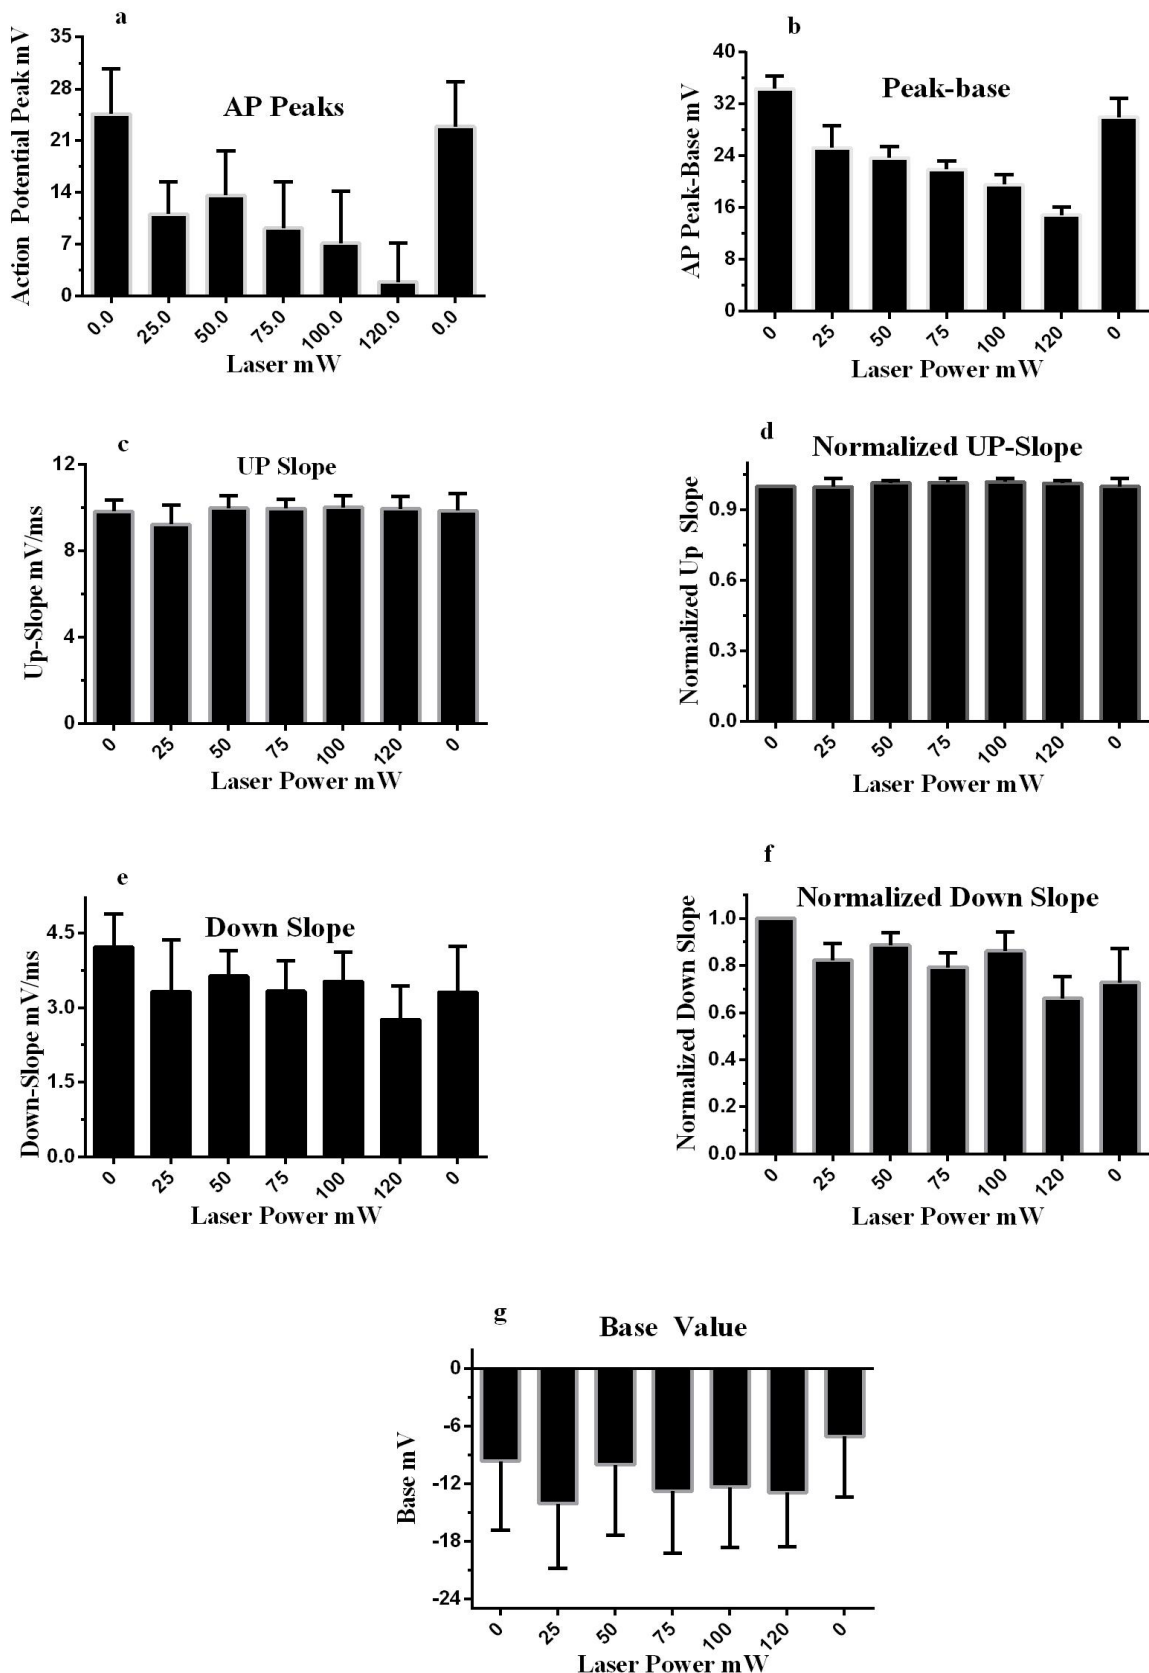 a
AP Peaks
Action Potential Peak mV
35
28
21
14
7
0
0.0 25.0 50.0 75.0 100.0 120.0 0.0
Laser mW
b
Peak-base
AP Peak-Base mV
40
32
24
16
8
0
0 25 50 75 100 120 0
Laser Power mW
c
UP Slope
Up-Slope mV/ms
12
8
4
0
0 25 50 75 100 120 0
Laser Power mW
d
Normalized UP-Slope
Normalized Up Slope
0.9
0.6
0.3
0.0
0 25 50 75 100 120 0
Laser Power mW
e
Down Slope
Down-Slope mV/ms
4.5
3.0
1.5
0.0
0 25 50 75 100 120 0
Laser Power mW
f
Normalized Down Slope
Normalized Down Slope
1.0
0.8
0.6
0.4
0.2
0.0
0 25 50 75 100 120 0
Laser Power mW
g
Base Value
Base mV
0
-6
-12
-18
-24
0 25 50 75 100 120 0
Laser Power mW